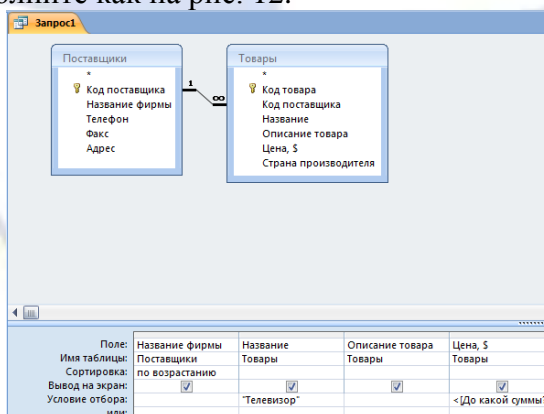 как на рис. 12.
Запрос1
Поставщики
*
Код поставщика
Название фирмы
Телефон
Факс
Адрес
1
∞
Товары
*
Код товара
Код поставщика
Название
Описание товара
Цена, $
Страна производителя
Поле: Название фирмы Название Описание товара Цена, $
Имя таблицы: Поставщики Товары Товары Товары
Сортировка: по возрастанию
Вывод на экран:
Условие отбора: "Телевизор" <[До какой суммы?
или: